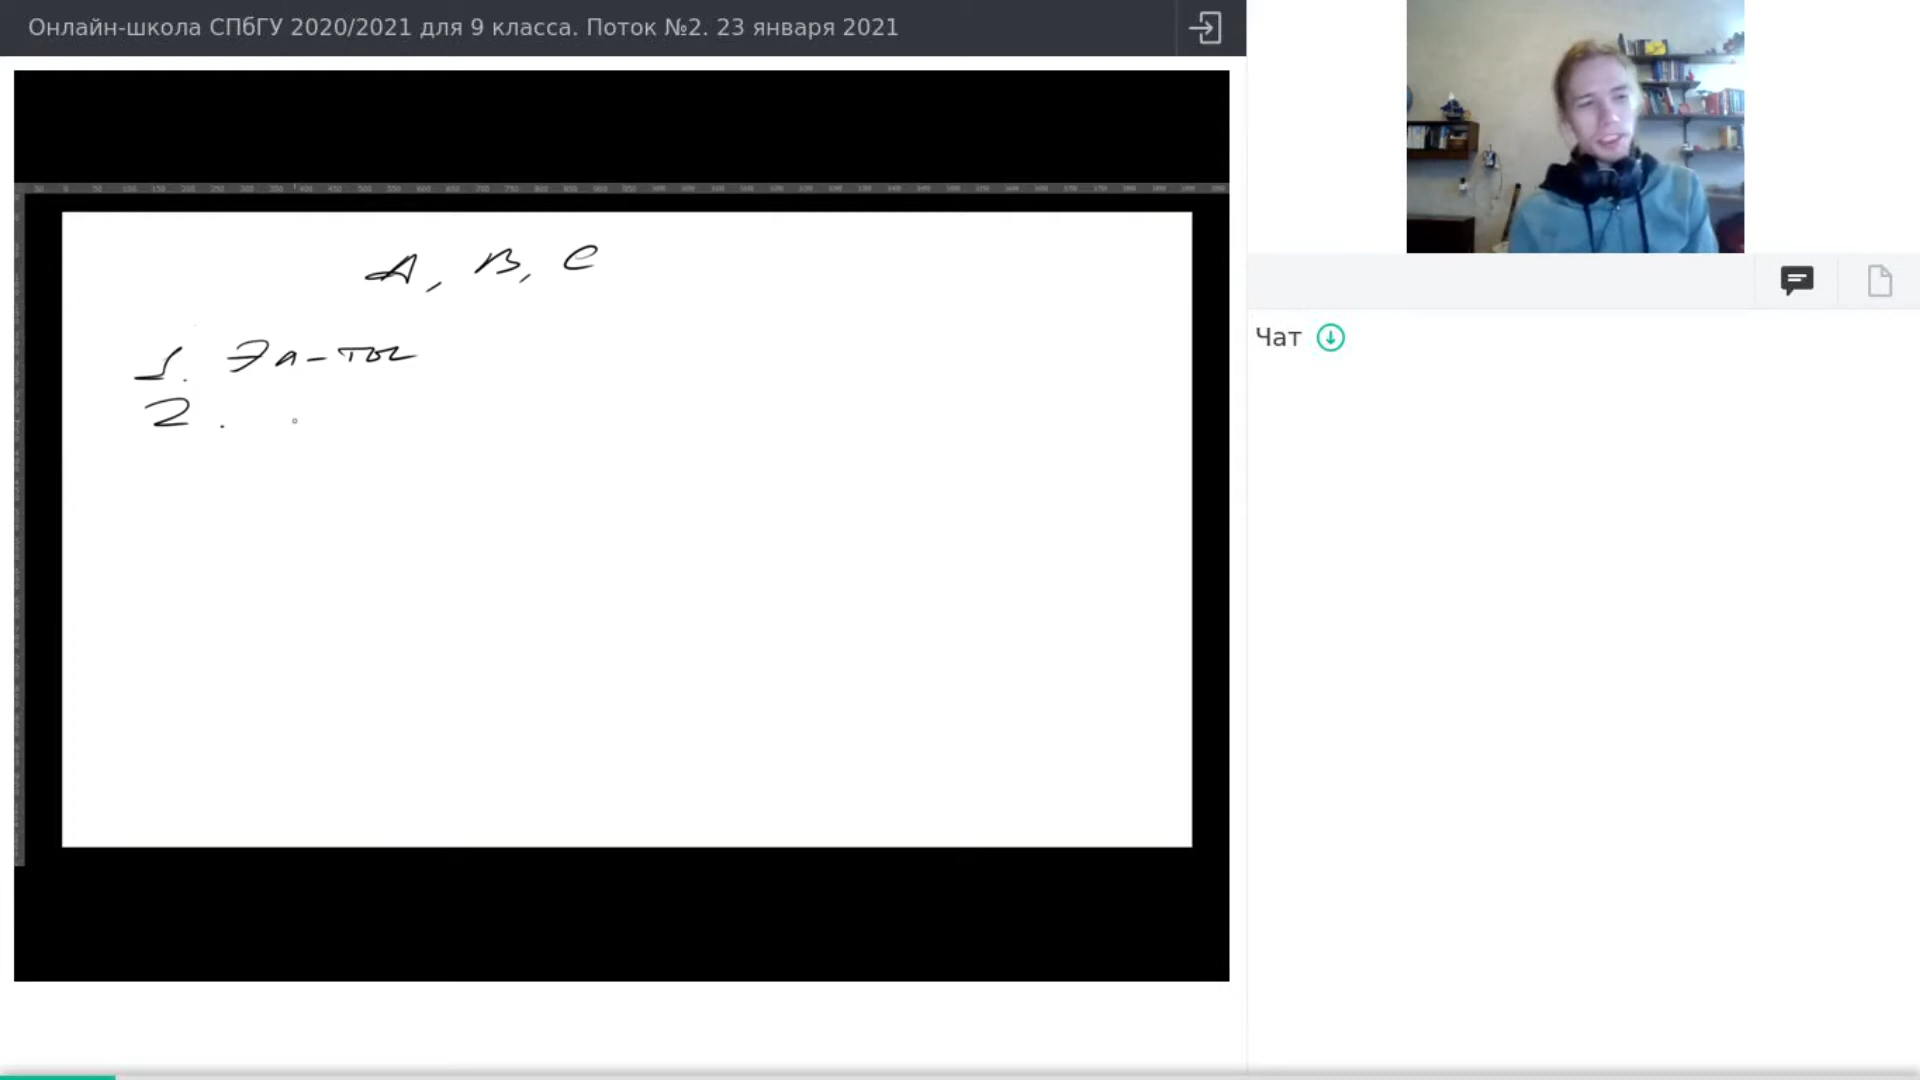 Онлайн-школа СПбГУ 2020/2021 для 9 класса. Поток №2. 23 января 2021
A, B, C
1. Эл-ты
2.
Чат